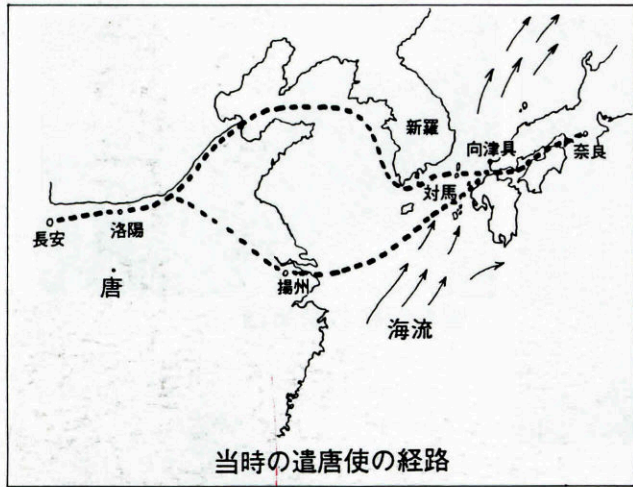 新羅
向津具
奈良
対馬
長安
洛陽
唐
揚州
海流
当時の遣唐使の経路